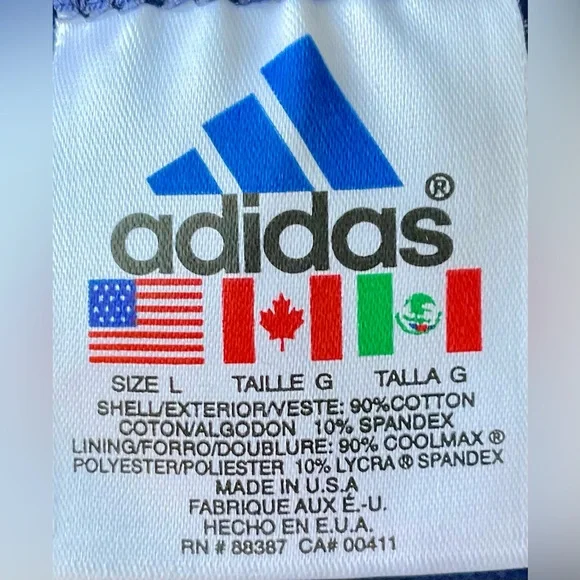 adidas®
SIZE L TAILLE G TALLA G
SHELL/EXTERIOR/VESTE: 90%COTTON
COTON/ALGODON 10% SPANDEX
LINING/FORRO/DOUBLURE: 90% COOLMAX ®
POLYESTER/POLIESTER 10% LYCRA ® SPANDEX
MADE IN U.S.A
FABRIQUE AUX É.-U.
HECHO EN E.U.A.
RN # 88387 CA# 00411